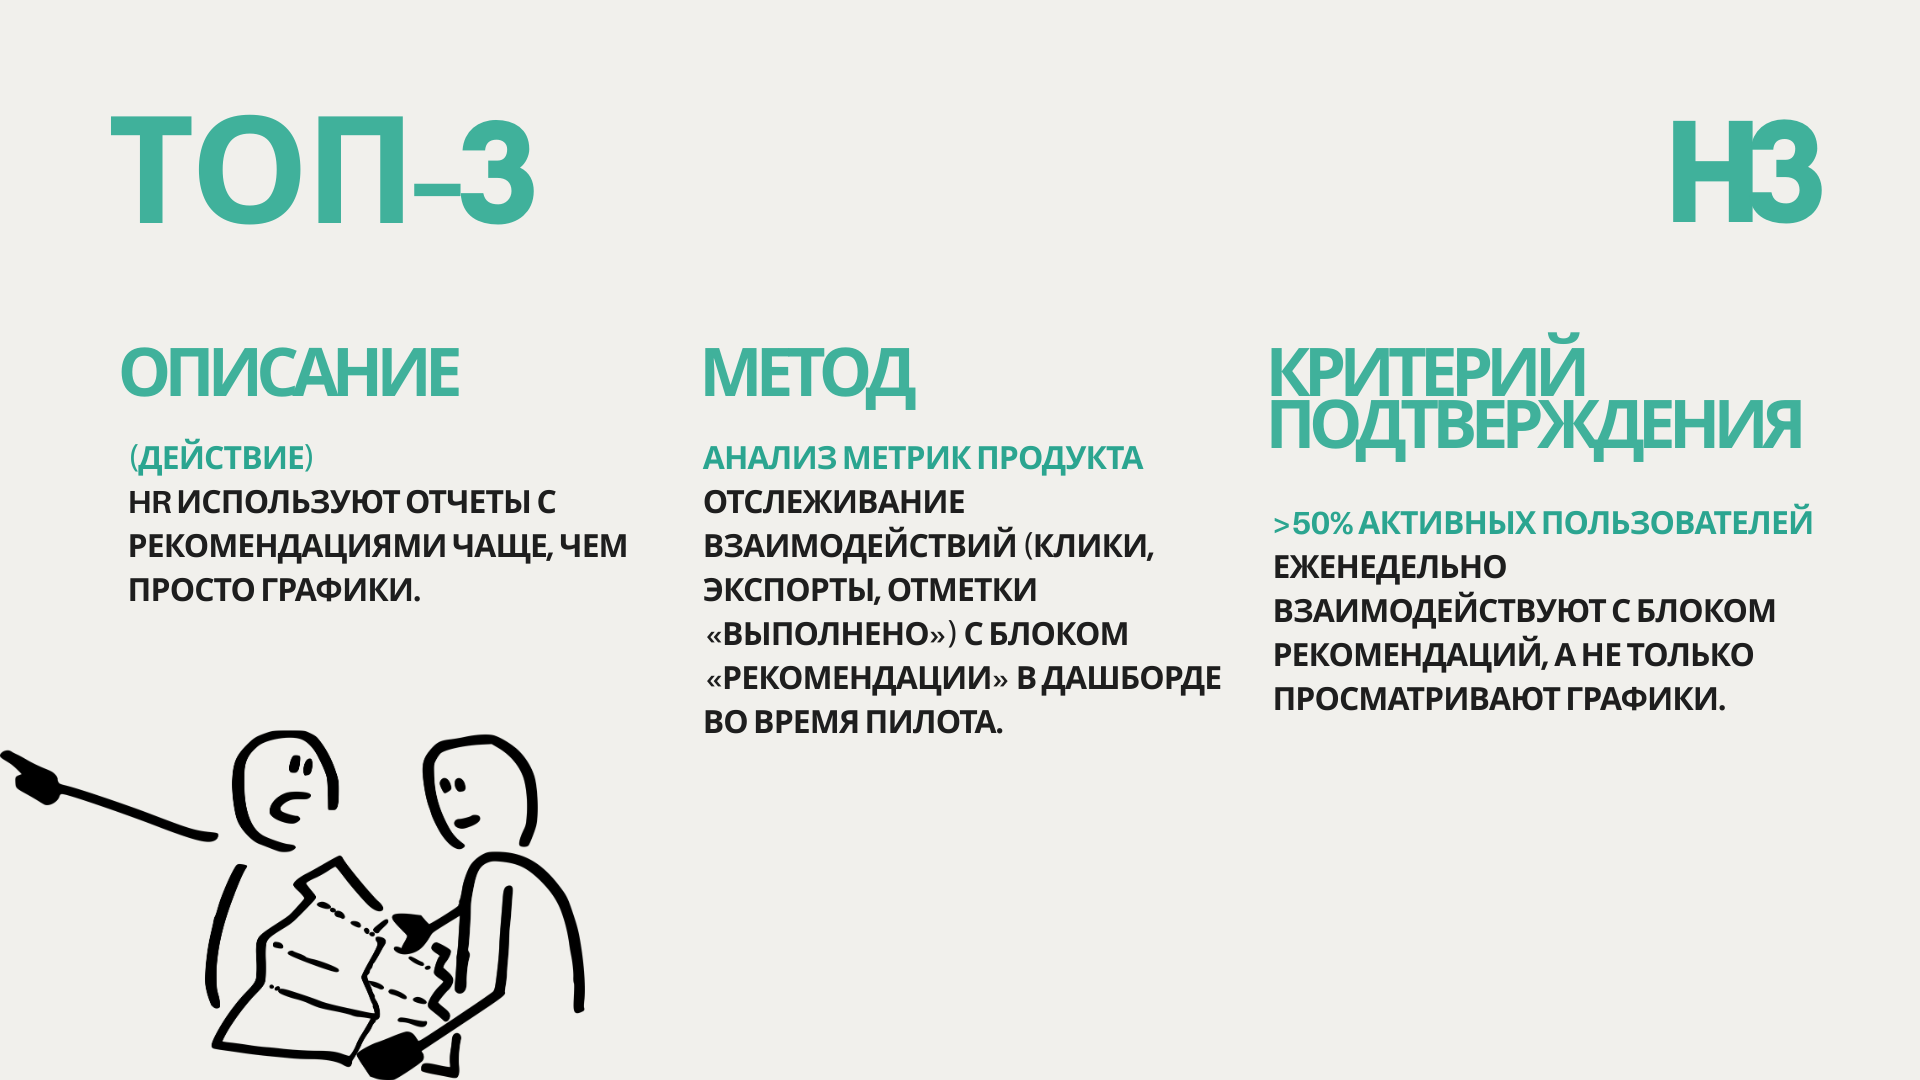 ТОП-3
H3
ОПИСАНИЕ
(ДЕЙСТВИЕ)
HR ИСПОЛЬЗУЮТ ОТЧЕТЫ С
РЕКОМЕНДАЦИЯМИ ЧАЩЕ, ЧЕМ
ПРОСТО ГРАФИКИ.
МЕТОД
АНАЛИЗ МЕТРИК ПРОДУКТА
ОТСЛЕЖИВАНИЕ
ВЗАИМОДЕЙСТВИЙ (КЛИКИ,
ЭКСПОРТЫ, ОТМЕТКИ
«ВЫПОЛНЕНО») С БЛОКОМ
«РЕКОМЕНДАЦИИ» В ДАШБОРДЕ
ВО ВРЕМЯ ПИЛОТА.
КРИТЕРИЙ
ПОДТВЕРЖДЕНИЯ
>50% АКТИВНЫХ ПОЛЬЗОВАТЕЛЕЙ
ЕЖЕНЕДЕЛЬНО
ВЗАИМОДЕЙСТВУЮТ С БЛОКОМ
РЕКОМЕНДАЦИЙ, А НЕ ТОЛЬКО
ПРОСМАТРИВАЮТ ГРАФИКИ.